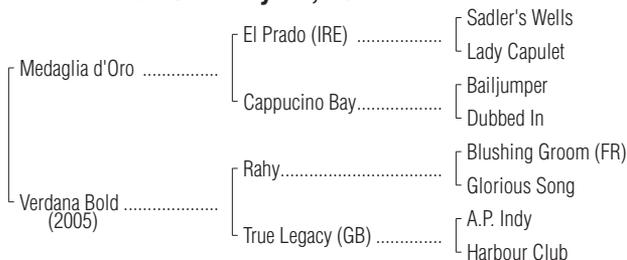 Sadler's Wells
El Prado (IRE) ..................
Lady Capulet
Medaglia d'Oro ................
Bailjumper
Cappucino Bay..................
Dubbed In
Blushing Groom (FR)
Rahy..................................
Glorious Song
Verdana Bold ....................
(2005)
A.P. Indy
True Legacy (GB) ..............
Harbour Club